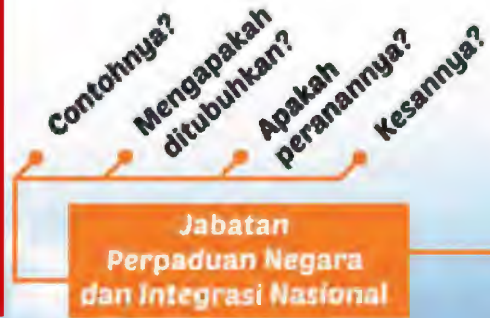 Contohnya?
Mengapakah
ditubuhkan?
Apakah
peranannya?
Kesannya?
Jabatan
Perpaduan Negara
dan Integrasi Nasional